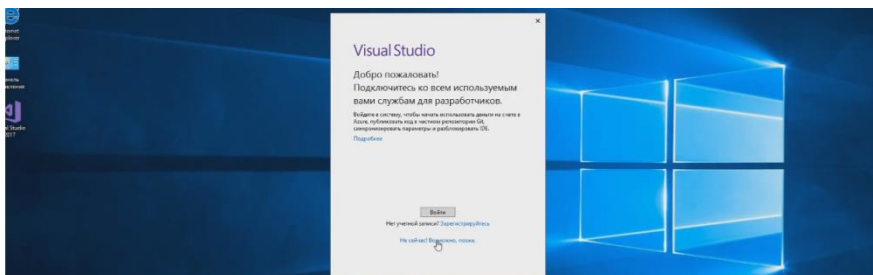 Visual Studio
Добро пожаловать!
Подключитесь ко всем используемым
вами службам для разработчиков.
Войдите в систему, чтобы начать использовать деньги на счете в
Azure, публиковать код в частном репозитории Git,
синхронизировать параметры и разблокировать IDE.
Подробнее
Войти
Нет учетной записи? Зарегистрируйтесь
Не сейчас! Возможно, позже.
2017